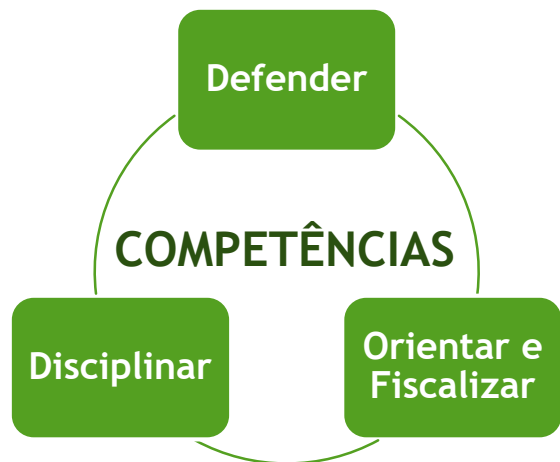 Defender
COMPETÊNCIAS
Disciplinar
Orientar e
Fiscalizar